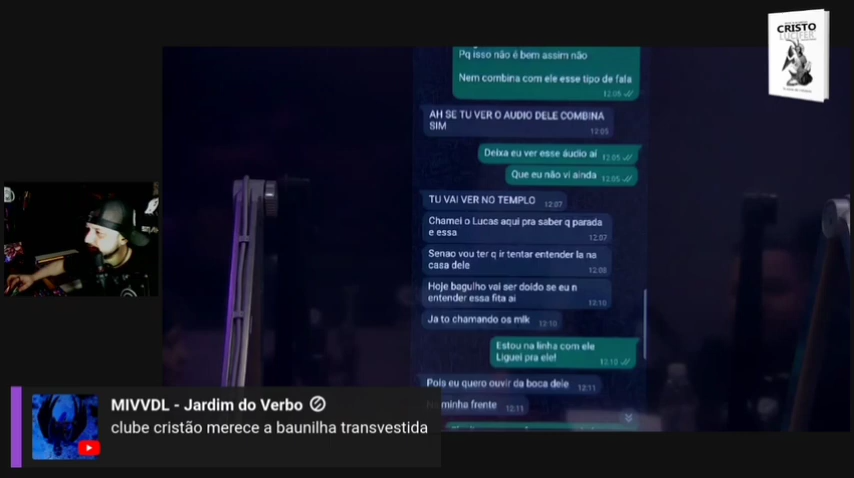 CRISTO
LÚCIFER
Pq isso não é bem assim não
Nem combina com ele esse tipo de fala
12:05
AH SE TU VER O AUDIO DELE COMBINA
SIM
12:05
Deixa eu ver esse áudio aí 12:05
Que eu não vi ainda 12:05
TU VAI VER NO TEMPLO 12:07
Chamei o Lucas aqui pra saber q parada
e essa
12:07
Senao vou ter q ir tentar entender la na
casa dele
12:08
Hoje bagulho vai ser doido se eu n
entender essa fita ai
12:10
Ja to chamando os mlk 12:10
Estou na linha com ele
Liguei pra ele!
12:10
Pois eu quero ouvir da boca dele 12:11
Na minha frente 12:11
MIVVDL - Jardim do Verbo
clube cristão merece a baunilha transvestida